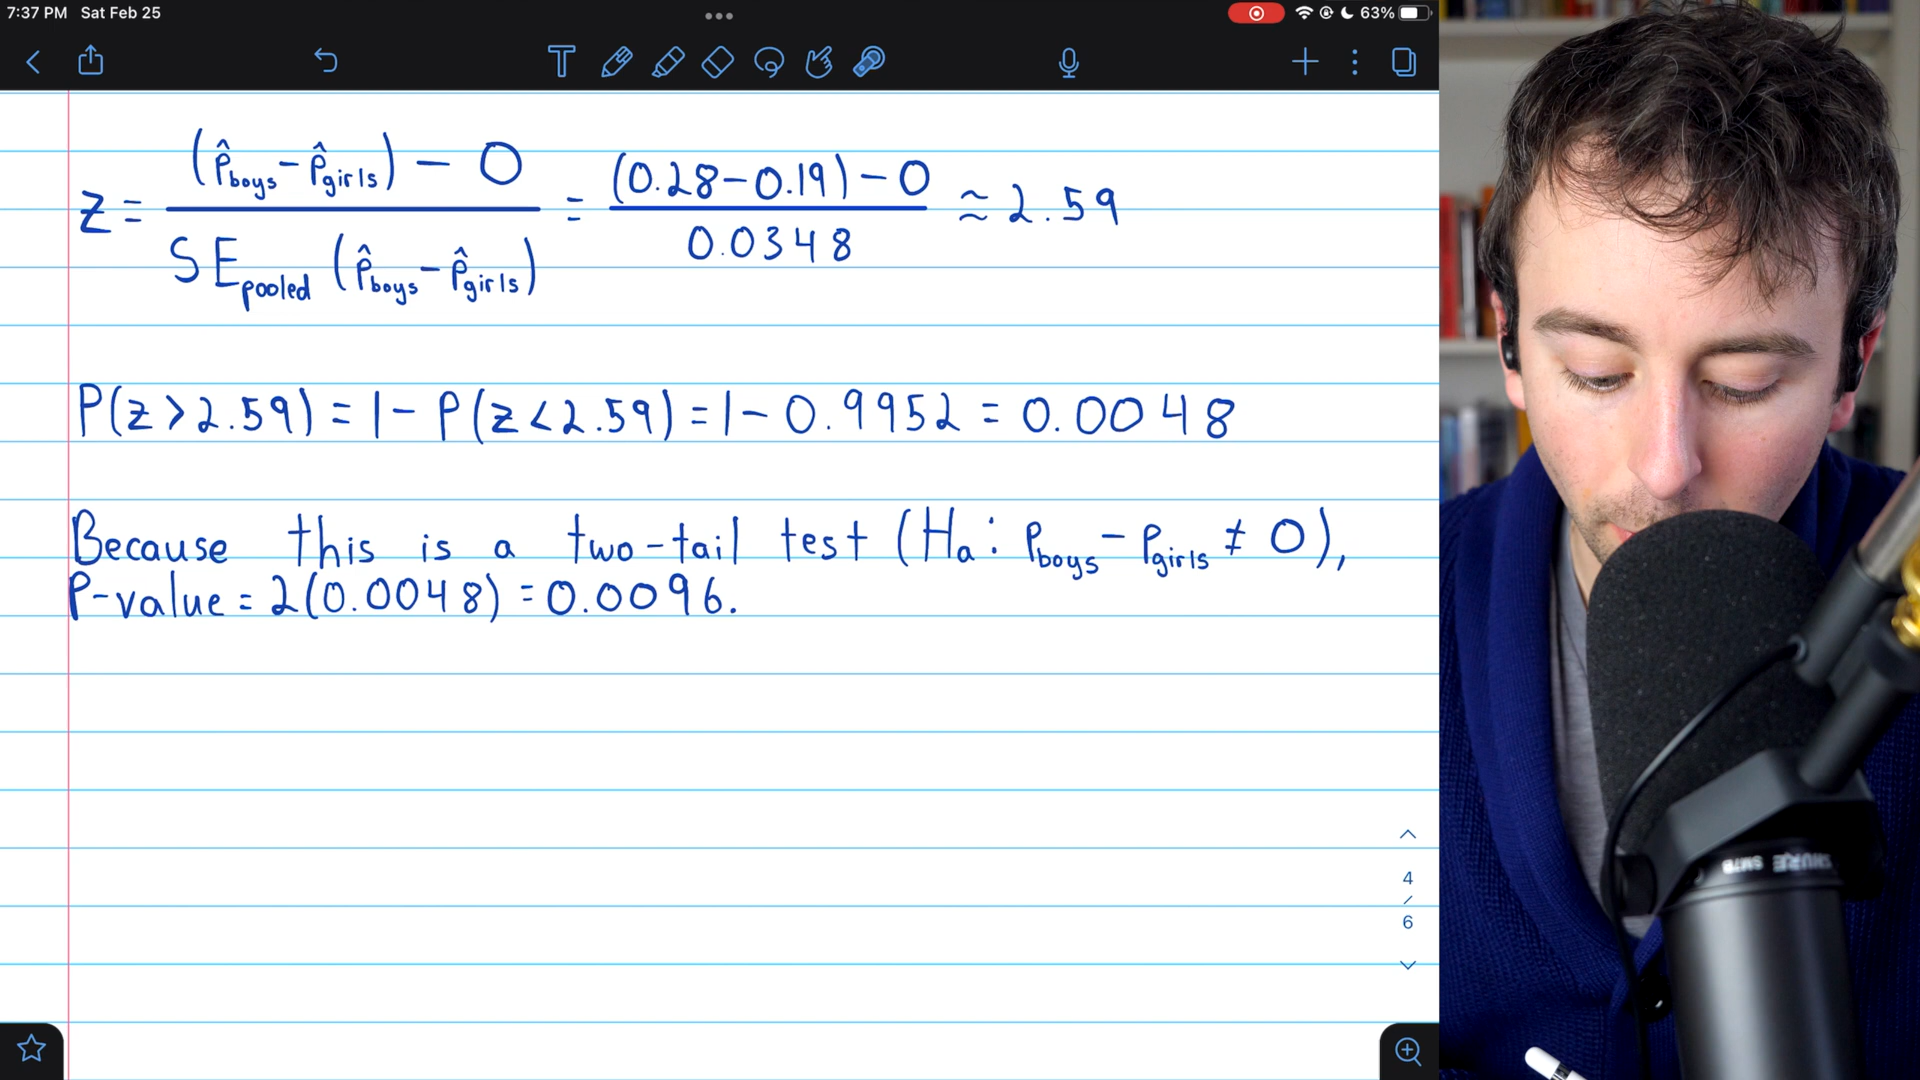 7:37 PM Sat Feb 25
63%
z = (p̂boys − p̂girls) − 0 / SEpooled (p̂boys − p̂girls) = (0.28 − 0.19) − 0 / 0.0348 ≈ 2.59
P(z > 2.59) = 1 − P(z < 2.59) = 1 − 0.9952 = 0.0048
Because this is a two-tail test (Ha: Pboys − Pgirls ≠ 0),
P-value = 2(0.0048) = 0.0096.
4
/
6
SHURE SM7B